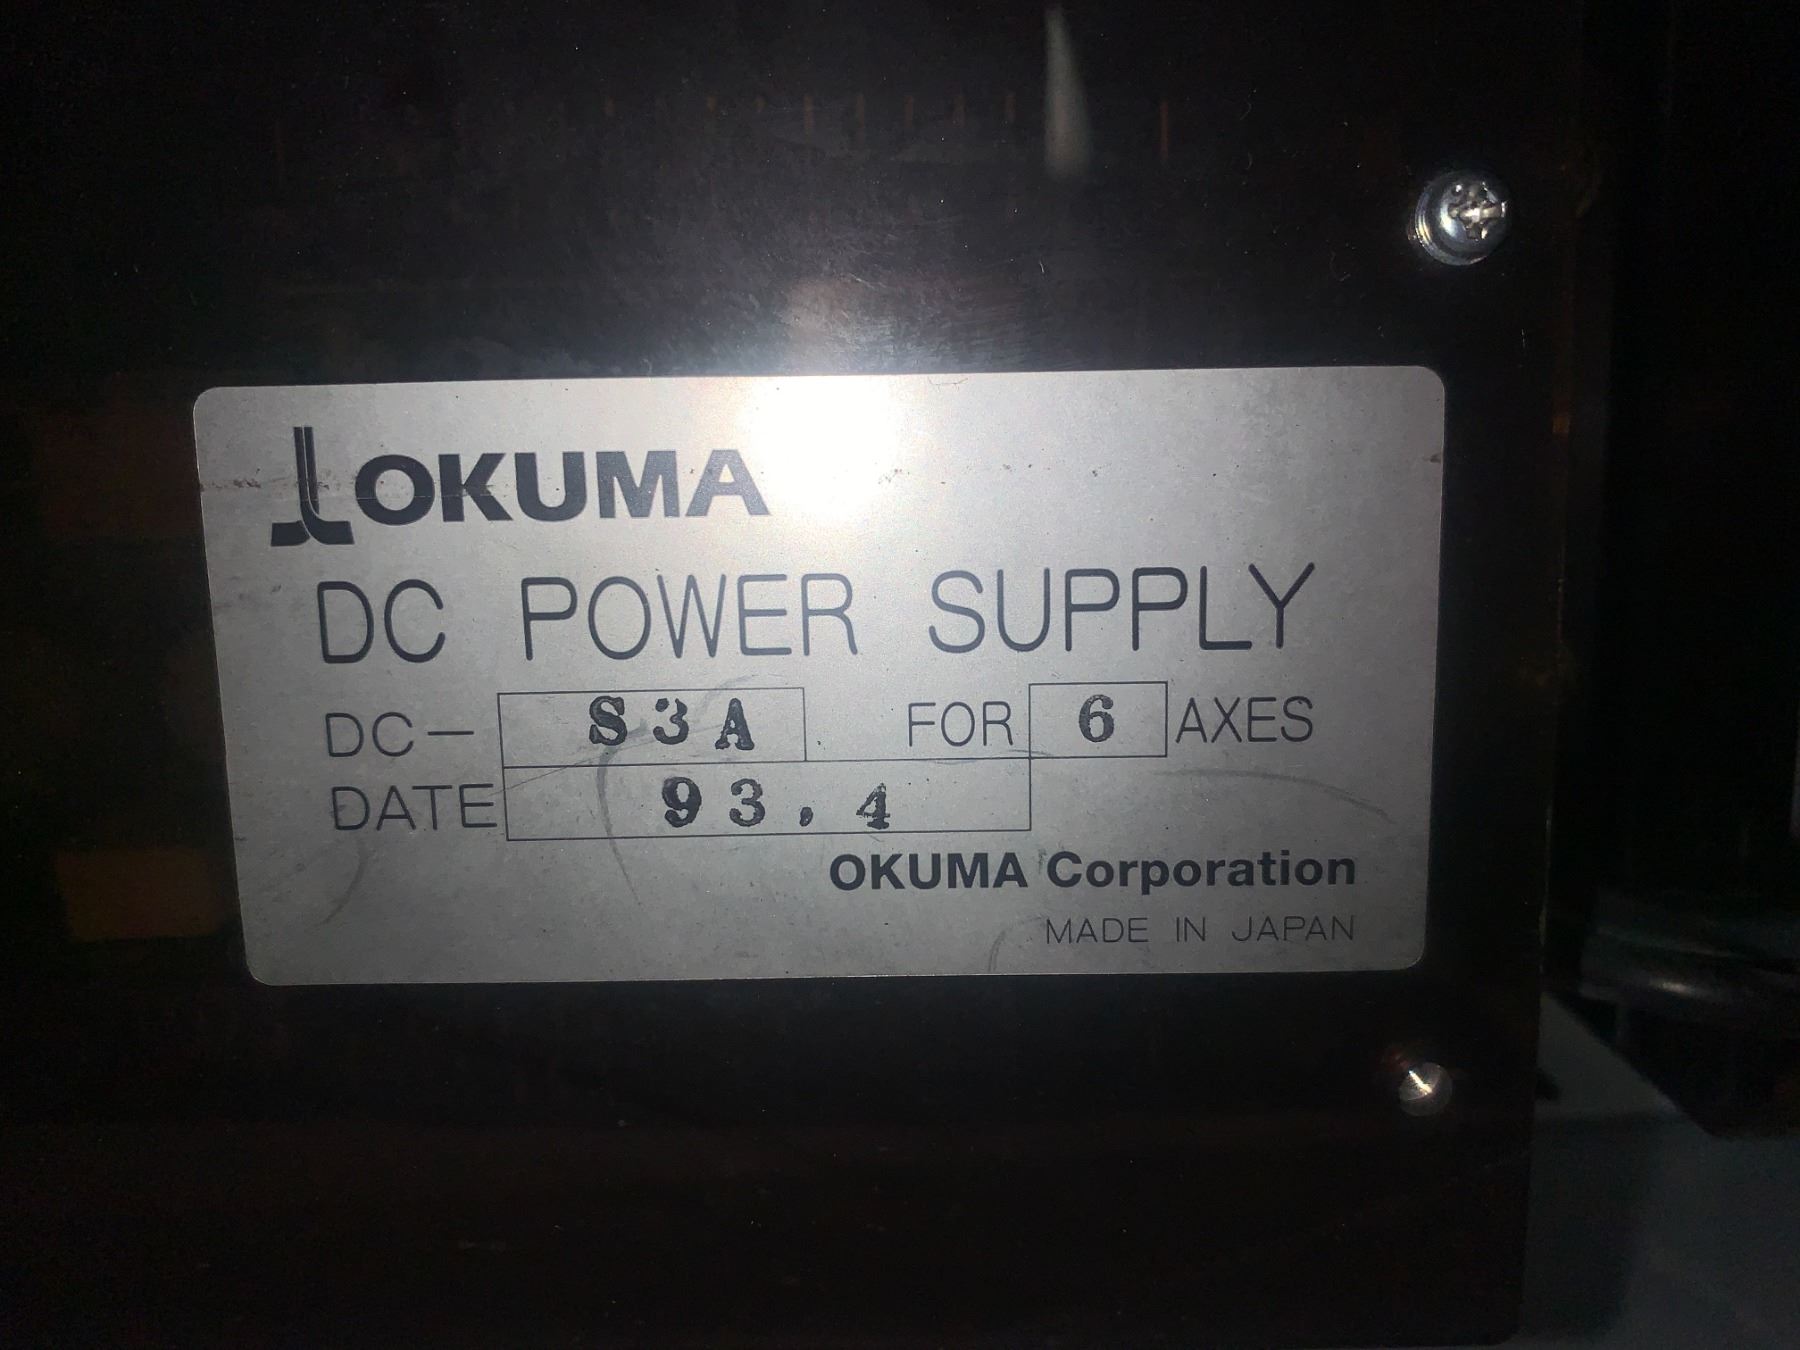 OKUMA
DC POWER SUPPLY
DC- S3A FOR 6 AXES
DATE 93.4
OKUMA Corporation
MADE IN JAPAN